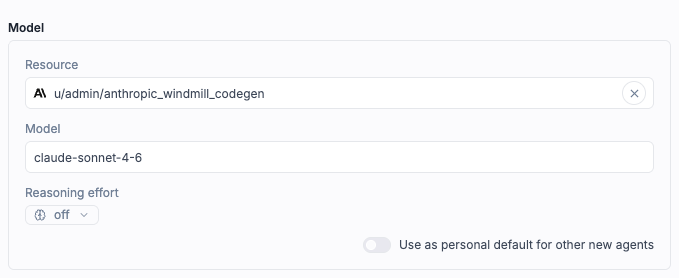 Model
Resource
u/admin/anthropic_windmill_codegen
Model
claude-sonnet-4-6
Reasoning effort
off
Use as personal default for other new agents